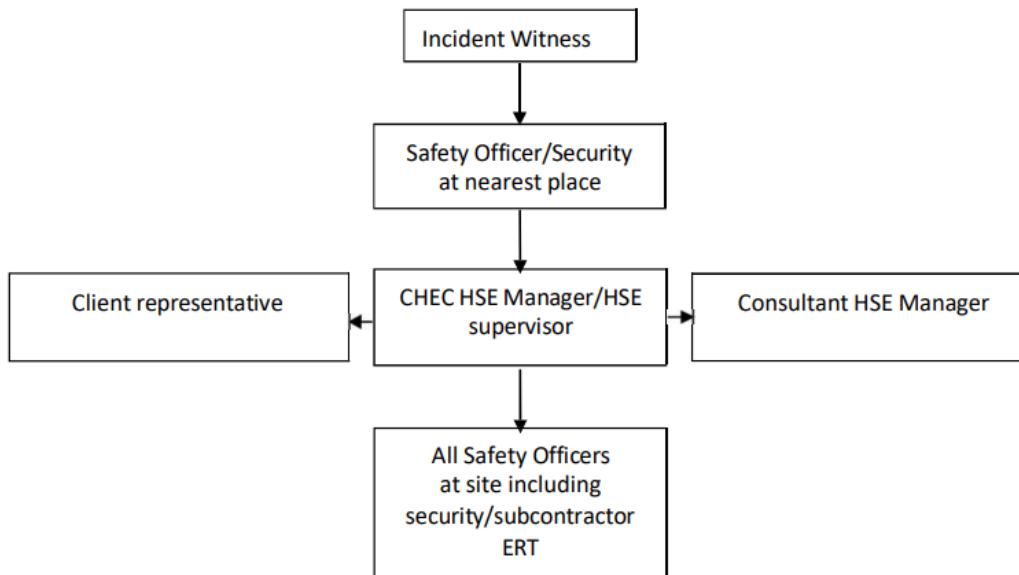 Incident Witness
Safety Officer/Security
at nearest place
Client representative
CHEC HSE Manager/HSE
supervisor
Consultant HSE Manager
All Safety Officers
at site including
security/subcontractor
ERT